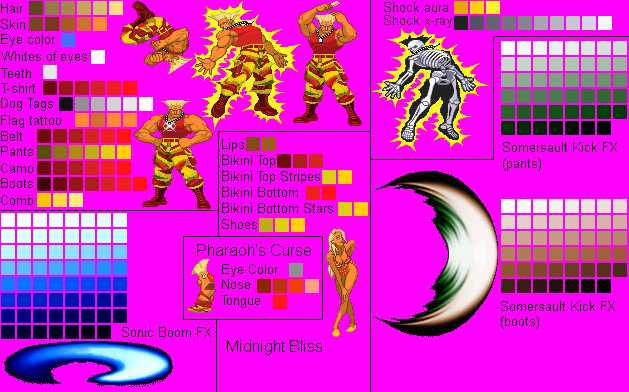 Hair
Skin
Eye color
Whites of eyes
Teeth
T-shirt
Dog Tags
Flag tattoo
Belt
Pants
Camo
Boots
Comb
Shock aura
Shock x-ray
Somersault Kick FX
(pants)
Lips
Bikini Top
Bikini Top Stripes
Bikini Bottom
Bikini Bottom Stars
Shoes
Pharaoh's Curse
Eye Color
Nose
Tongue
Midnight Bliss
Sonic Boom FX
Somersault Kick FX
(boots)